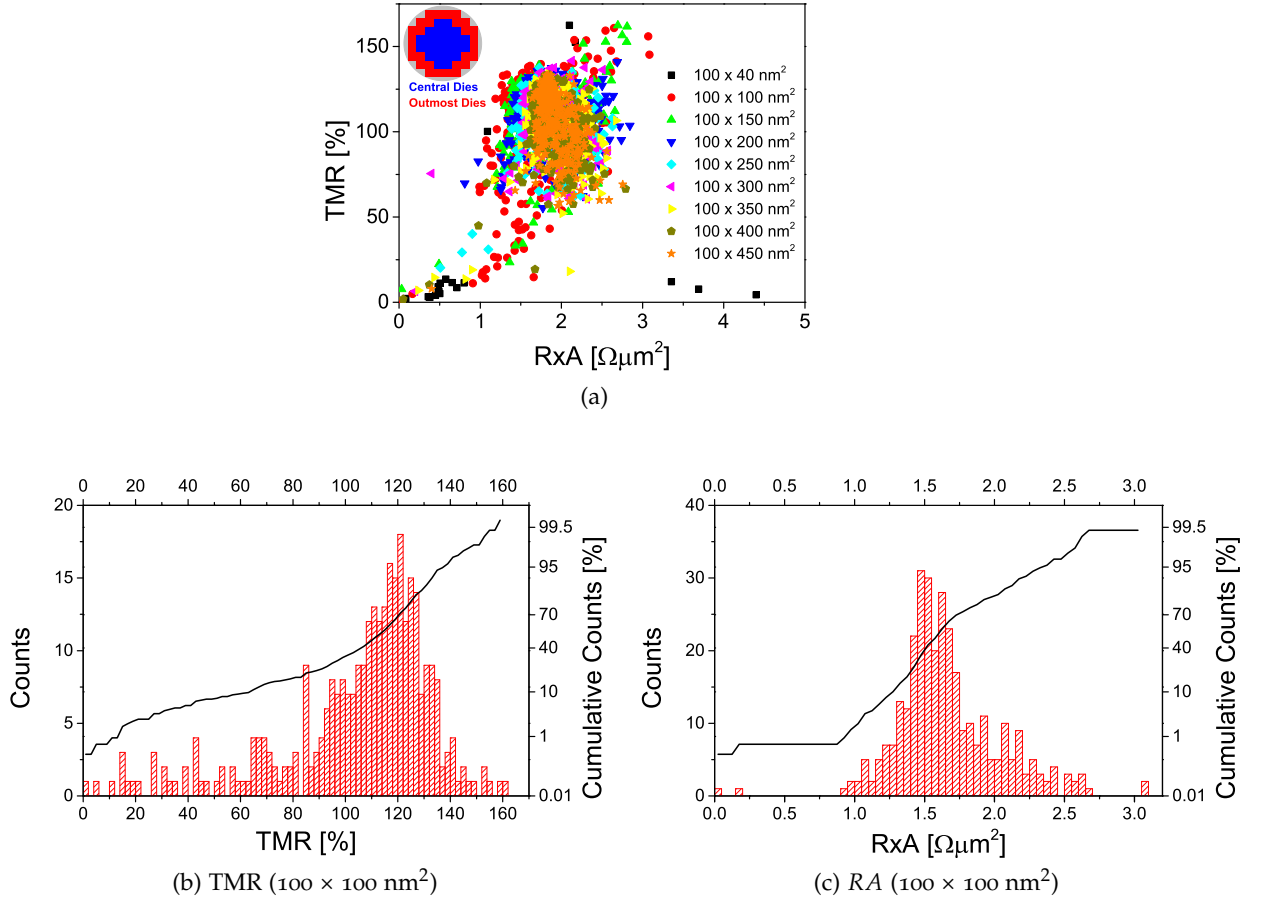 150
100
50
0
TMR [%]
Central Dies
Outmost Dies
100 x 40 nm²
100 x 100 nm²
100 x 150 nm²
100 x 200 nm²
100 x 250 nm²
100 x 300 nm²
100 x 350 nm²
100 x 400 nm²
100 x 450 nm²
0 1 2 3 4 5
RxA [Ωμm²]
(a)
0 20 40 60 80 100 120 140 160
20
15
10
5
0
Counts
99.5
95
70
40
10
1
0.01
Cumulative Counts [%]
0 20 40 60 80 100 120 140 160
TMR [%]
(b) TMR (100 × 100 nm²)
0.0 0.5 1.0 1.5 2.0 2.5 3.0
40
30
20
10
0
Counts
99.5
95
70
40
10
1
0.01
Cumulative Counts [%]
0.0 0.5 1.0 1.5 2.0 2.5 3.0
RxA [Ωμm²]
(c) RA (100 × 100 nm²)